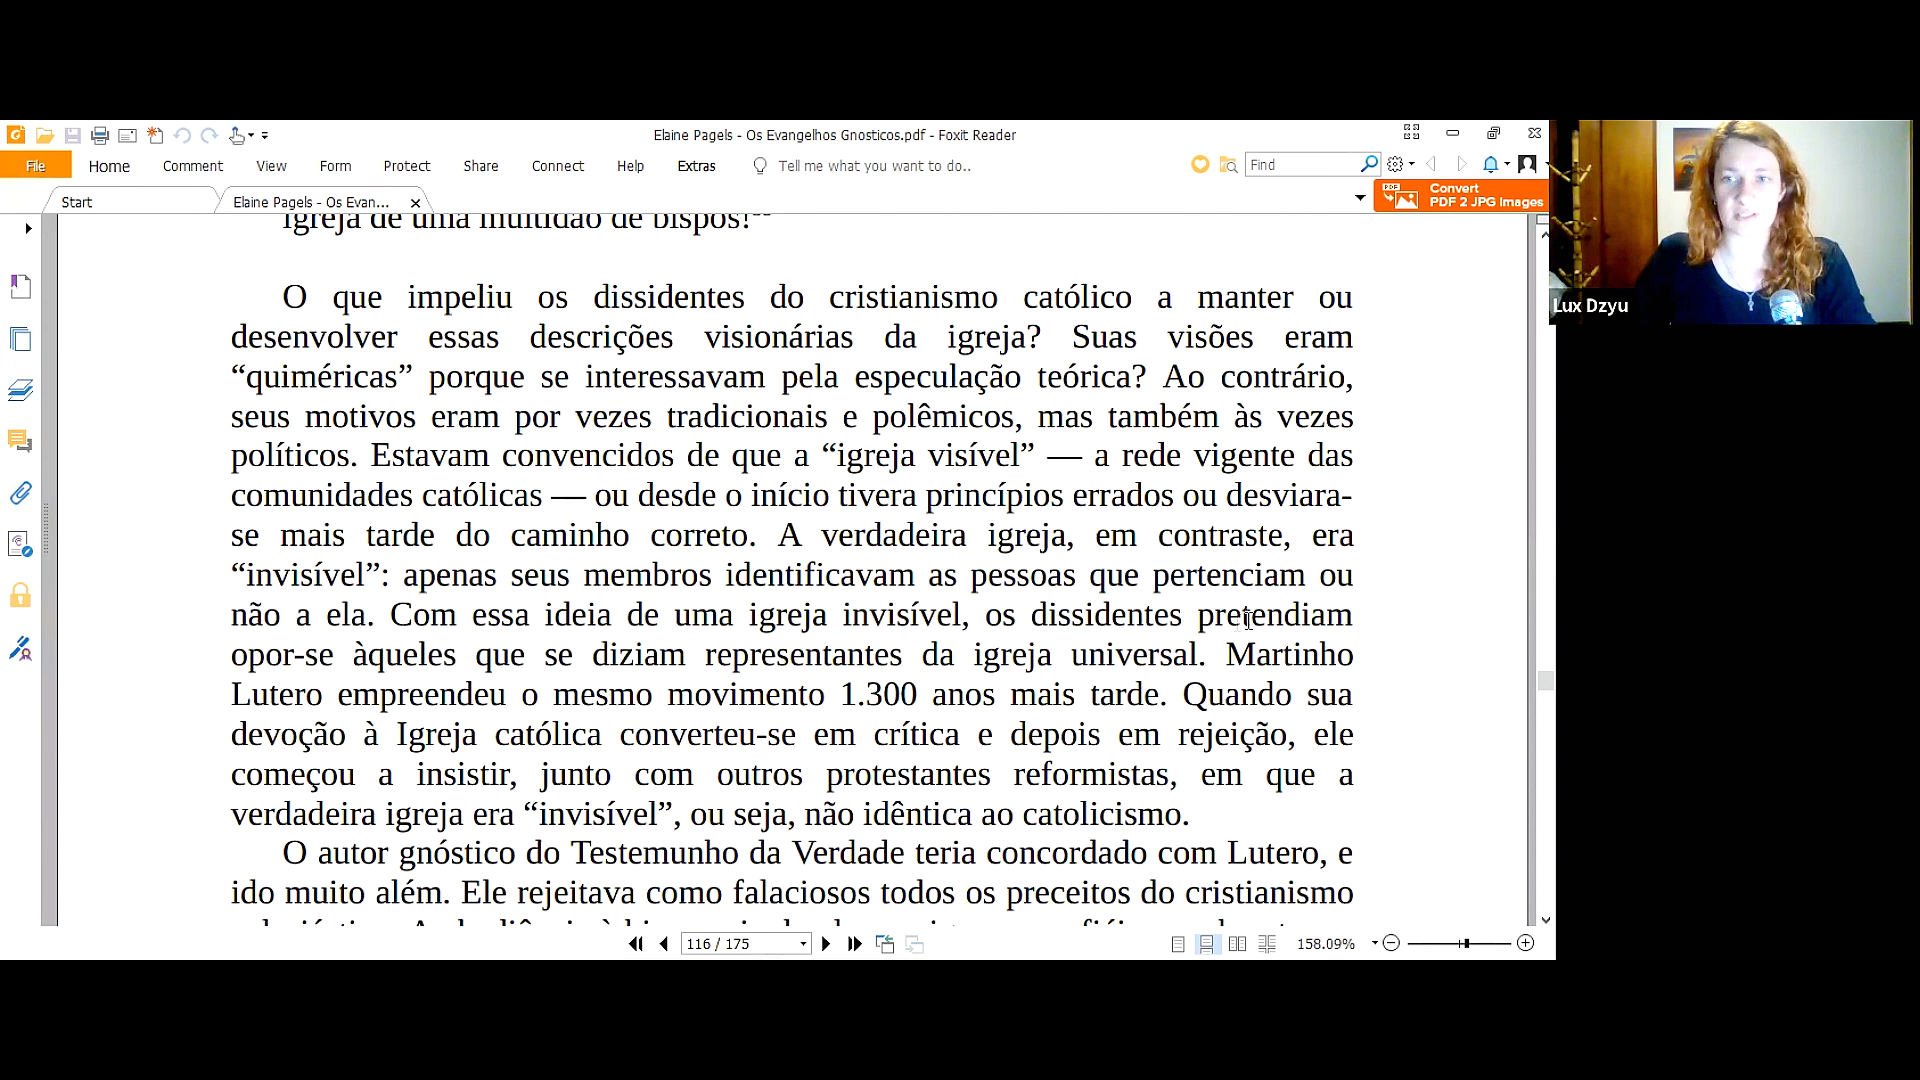 Elaine Pagels - Os Evangelhos Gnosticos.pdf - Foxit Reader
File Home Comment View Form Protect Share Connect Help Extras Tell me what you want to do.. Find
Convert
PDF 2 JPG Images
Start Elaine Pagels - Os Evan...
igreja de uma multidão de bispos!
O que impeliu os dissidentes do cristianismo católico a manter ou
desenvolver essas descrições visionárias da igreja? Suas visões eram
“quiméricas” porque se interessavam pela especulação teórica? Ao contrário,
seus motivos eram por vezes tradicionais e polêmicos, mas também às vezes
políticos. Estavam convencidos de que a “igreja visível” — a rede vigente das
comunidades católicas — ou desde o início tivera princípios errados ou desviara-
se mais tarde do caminho correto. A verdadeira igreja, em contraste, era
“invisível”: apenas seus membros identificavam as pessoas que pertenciam ou
não a ela. Com essa ideia de uma igreja invisível, os dissidentes pretendiam
opor-se àqueles que se diziam representantes da igreja universal. Martinho
Lutero empreendeu o mesmo movimento 1.300 anos mais tarde. Quando sua
devoção à Igreja católica converteu-se em crítica e depois em rejeição, ele
começou a insistir, junto com outros protestantes reformistas, em que a
verdadeira igreja era “invisível”, ou seja, não idêntica ao catolicismo.
O autor gnóstico do Testemunho da Verdade teria concordado com Lutero, e
ido muito além. Ele rejeitava como falaciosos todos os preceitos do cristianismo
116 / 175
158.09%
Lux Dzyu